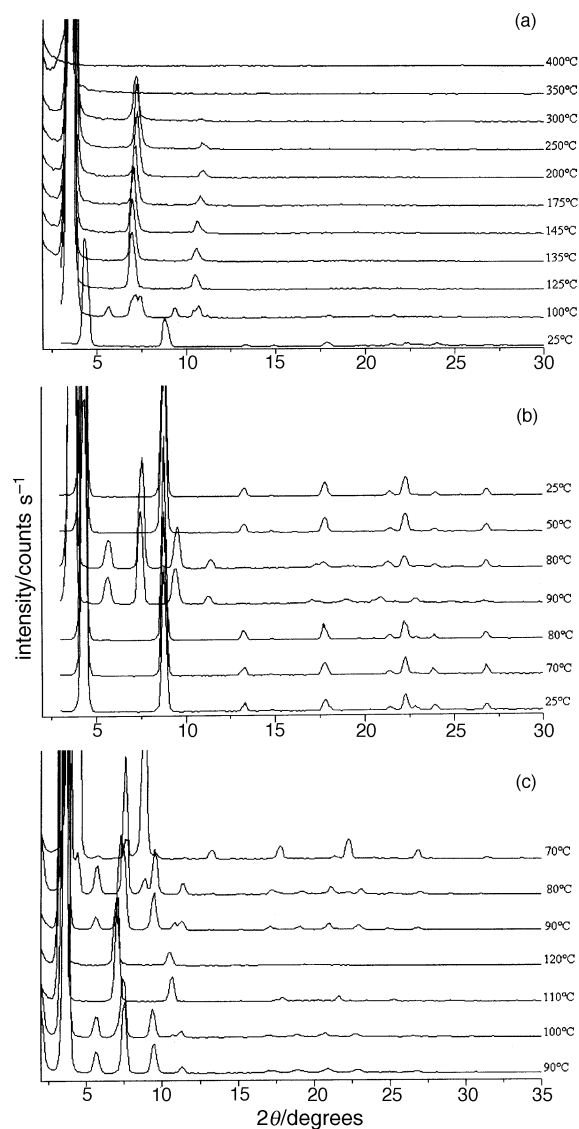 (a)
400°C
350°C
300°C
250°C
200°C
175°C
145°C
135°C
125°C
100°C
25°C
5 10 15 20 25 30
(b)
25°C
50°C
80°C
90°C
80°C
70°C
25°C
5 10 15 20 25 30
intensity/counts s⁻¹
(c)
70°C
80°C
90°C
120°C
110°C
100°C
90°C
5 10 15 20 25 30 35
2θ/degrees